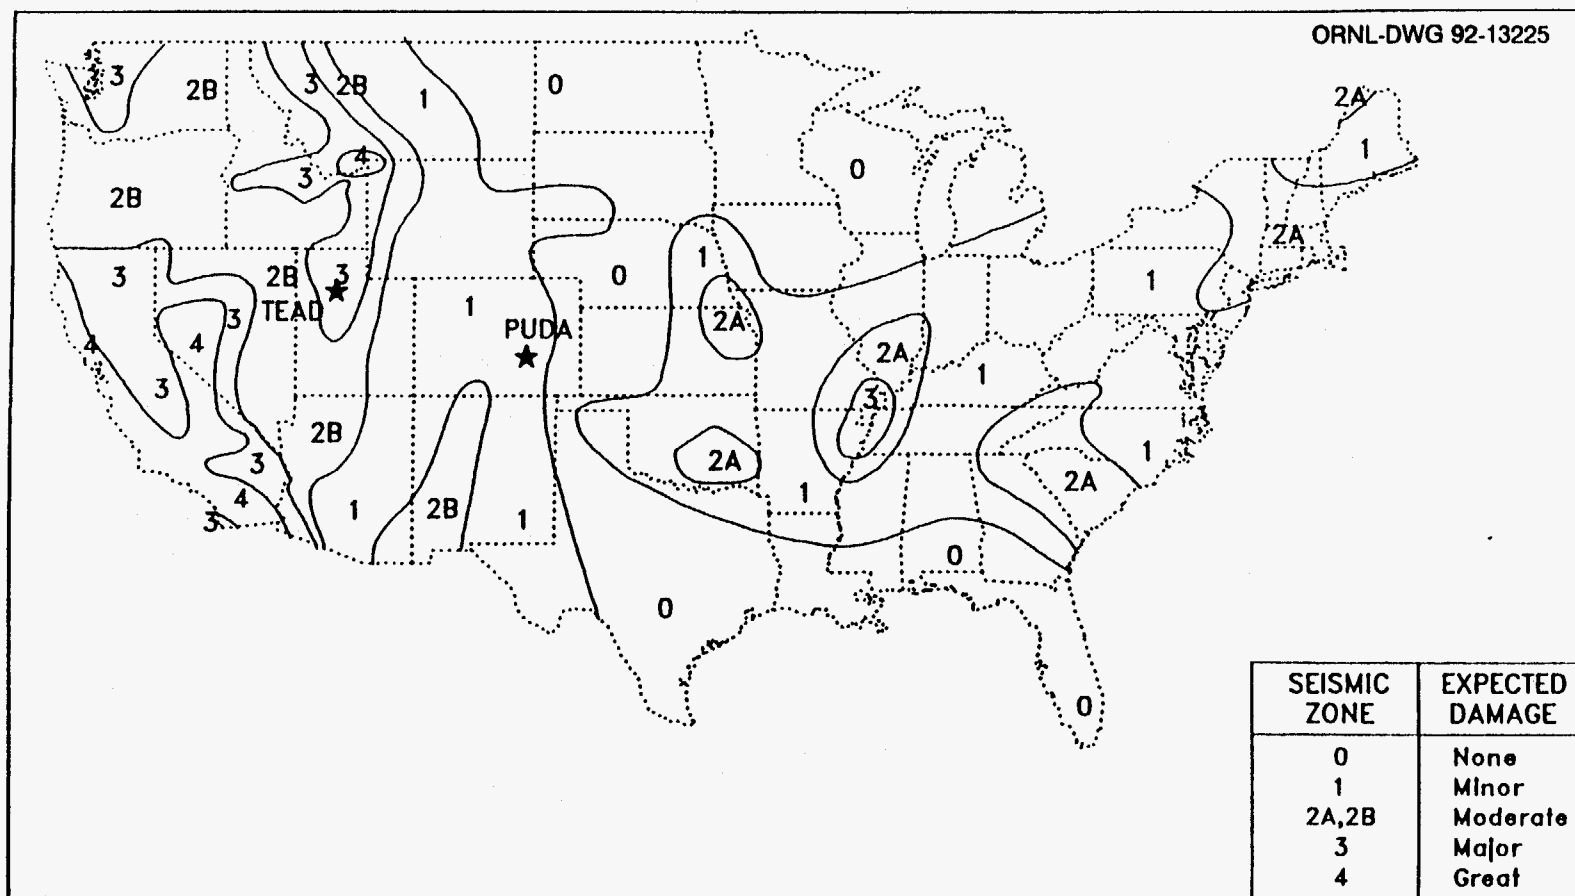 ORNL-DWG 92-13225
3
2B
3
2B
1
0
2A
1
4
3
0
2B
2A
3
2B
3
1
0
1
TEAD
3
1
2A
PUDA
4
4
2A
3
1
3
2B
3
2A
1
4
2B
1
2A
3
1
1
0
0
0
SEISMIC ZONE
EXPECTED DAMAGE
0 None
1 Minor
2A,2B Moderate
3 Major
4 Great